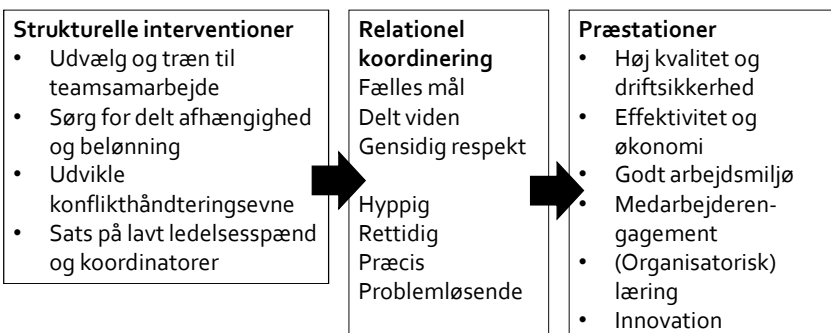 Strukturelle interventioner
• Udvælg og træn til
teamsamarbejde
• Sørg for delt afhængighed
og belønning
• Udvikle
konflikthåndteringsevne
• Sats på lavt ledelsesspænd
og koordinatorer
Relationel
koordinering
Fælles mål
Delt viden
Gensidig respekt
Hyppig
Rettidig
Præcis
Problemløsende
Præstationer
• Høj kvalitet og
driftsikkerhed
• Effektivitet og
økonomi
• Godt arbejdsmiljø
• Medarbejderen-
gagement
• (Organisatorisk)
læring
• Innovation